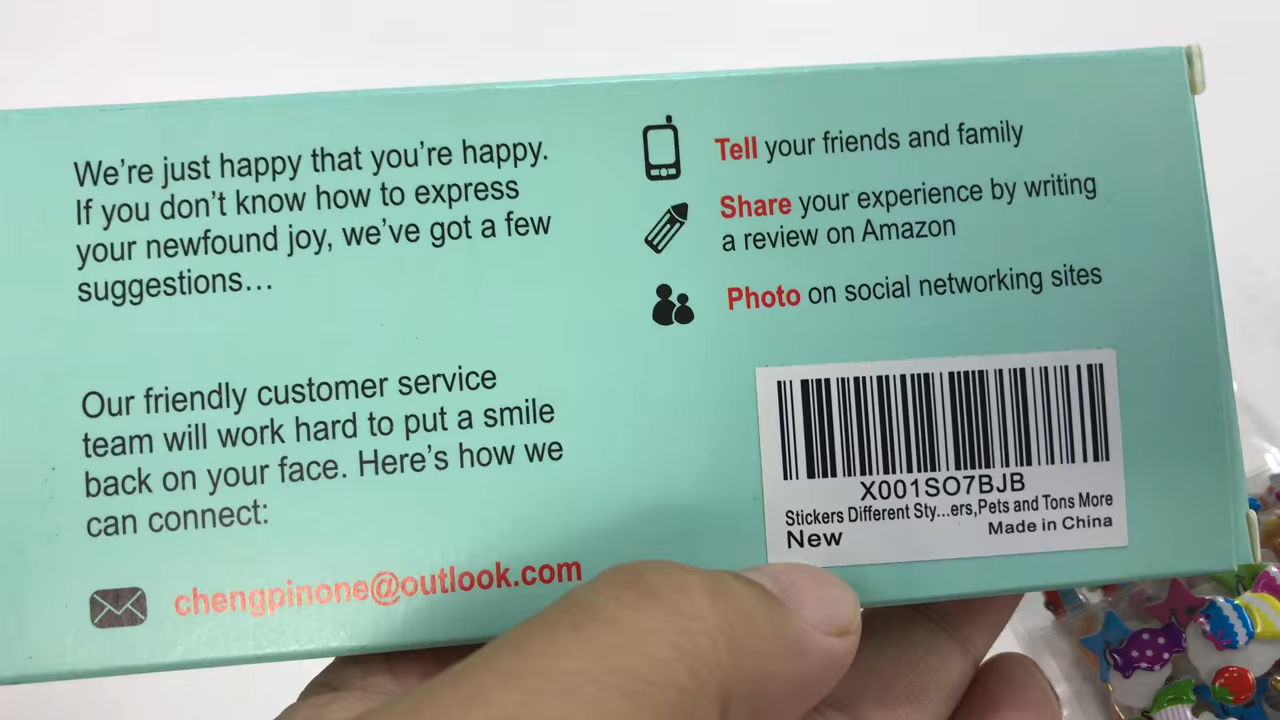 We're just happy that you're happy.
If you don't know how to express
your newfound joy, we've got a few
suggestions…
Tell your friends and family
Share your experience by writing
a review on Amazon
Photo on social networking sites
Our friendly customer service
team will work hard to put a smile
back on your face. Here's how we
can connect:
chengpinone@outlook.com
X001SO7BJB
Stickers Different Sty...ers,Pets and Tons More
New
Made in China